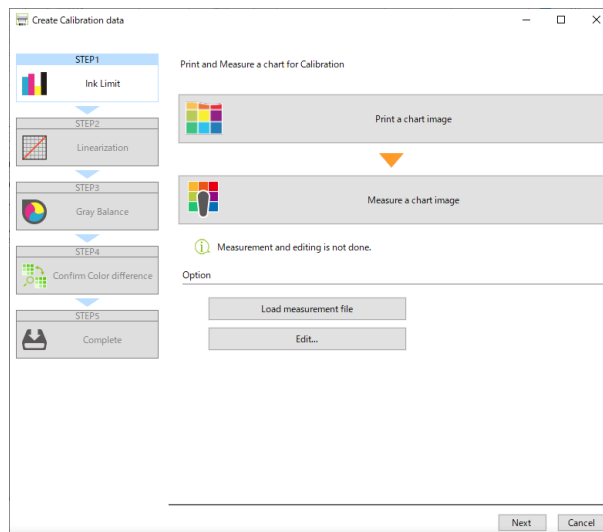 Create Calibration data
STEP1
Ink Limit
STEP2
Linearization
STEP3
Gray Balance
STEP4
Confirm Color difference
STEP5
Complete
Print and Measure a chart for Calibration
Print a chart image
Measure a chart image
Measurement and editing is not done.
Option
Load measurement file
Edit...
Next
Cancel